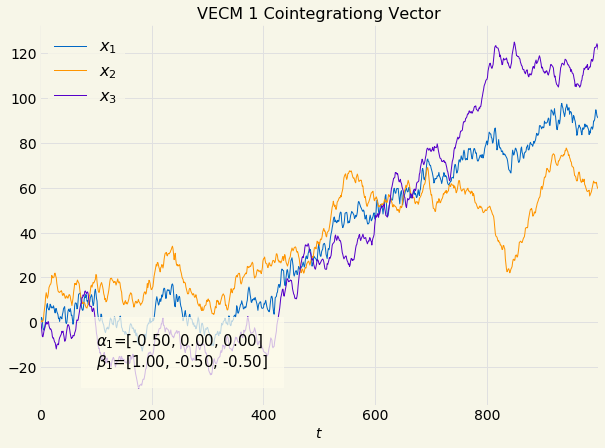 VECM 1 Cointegrationg Vector
x₁
x₂
x₃
120
100
80
60
40
20
0
−20
α₁=[-0.50, 0.00, 0.00]
β₁=[1.00, -0.50, -0.50]
0 200 400 600 800
t